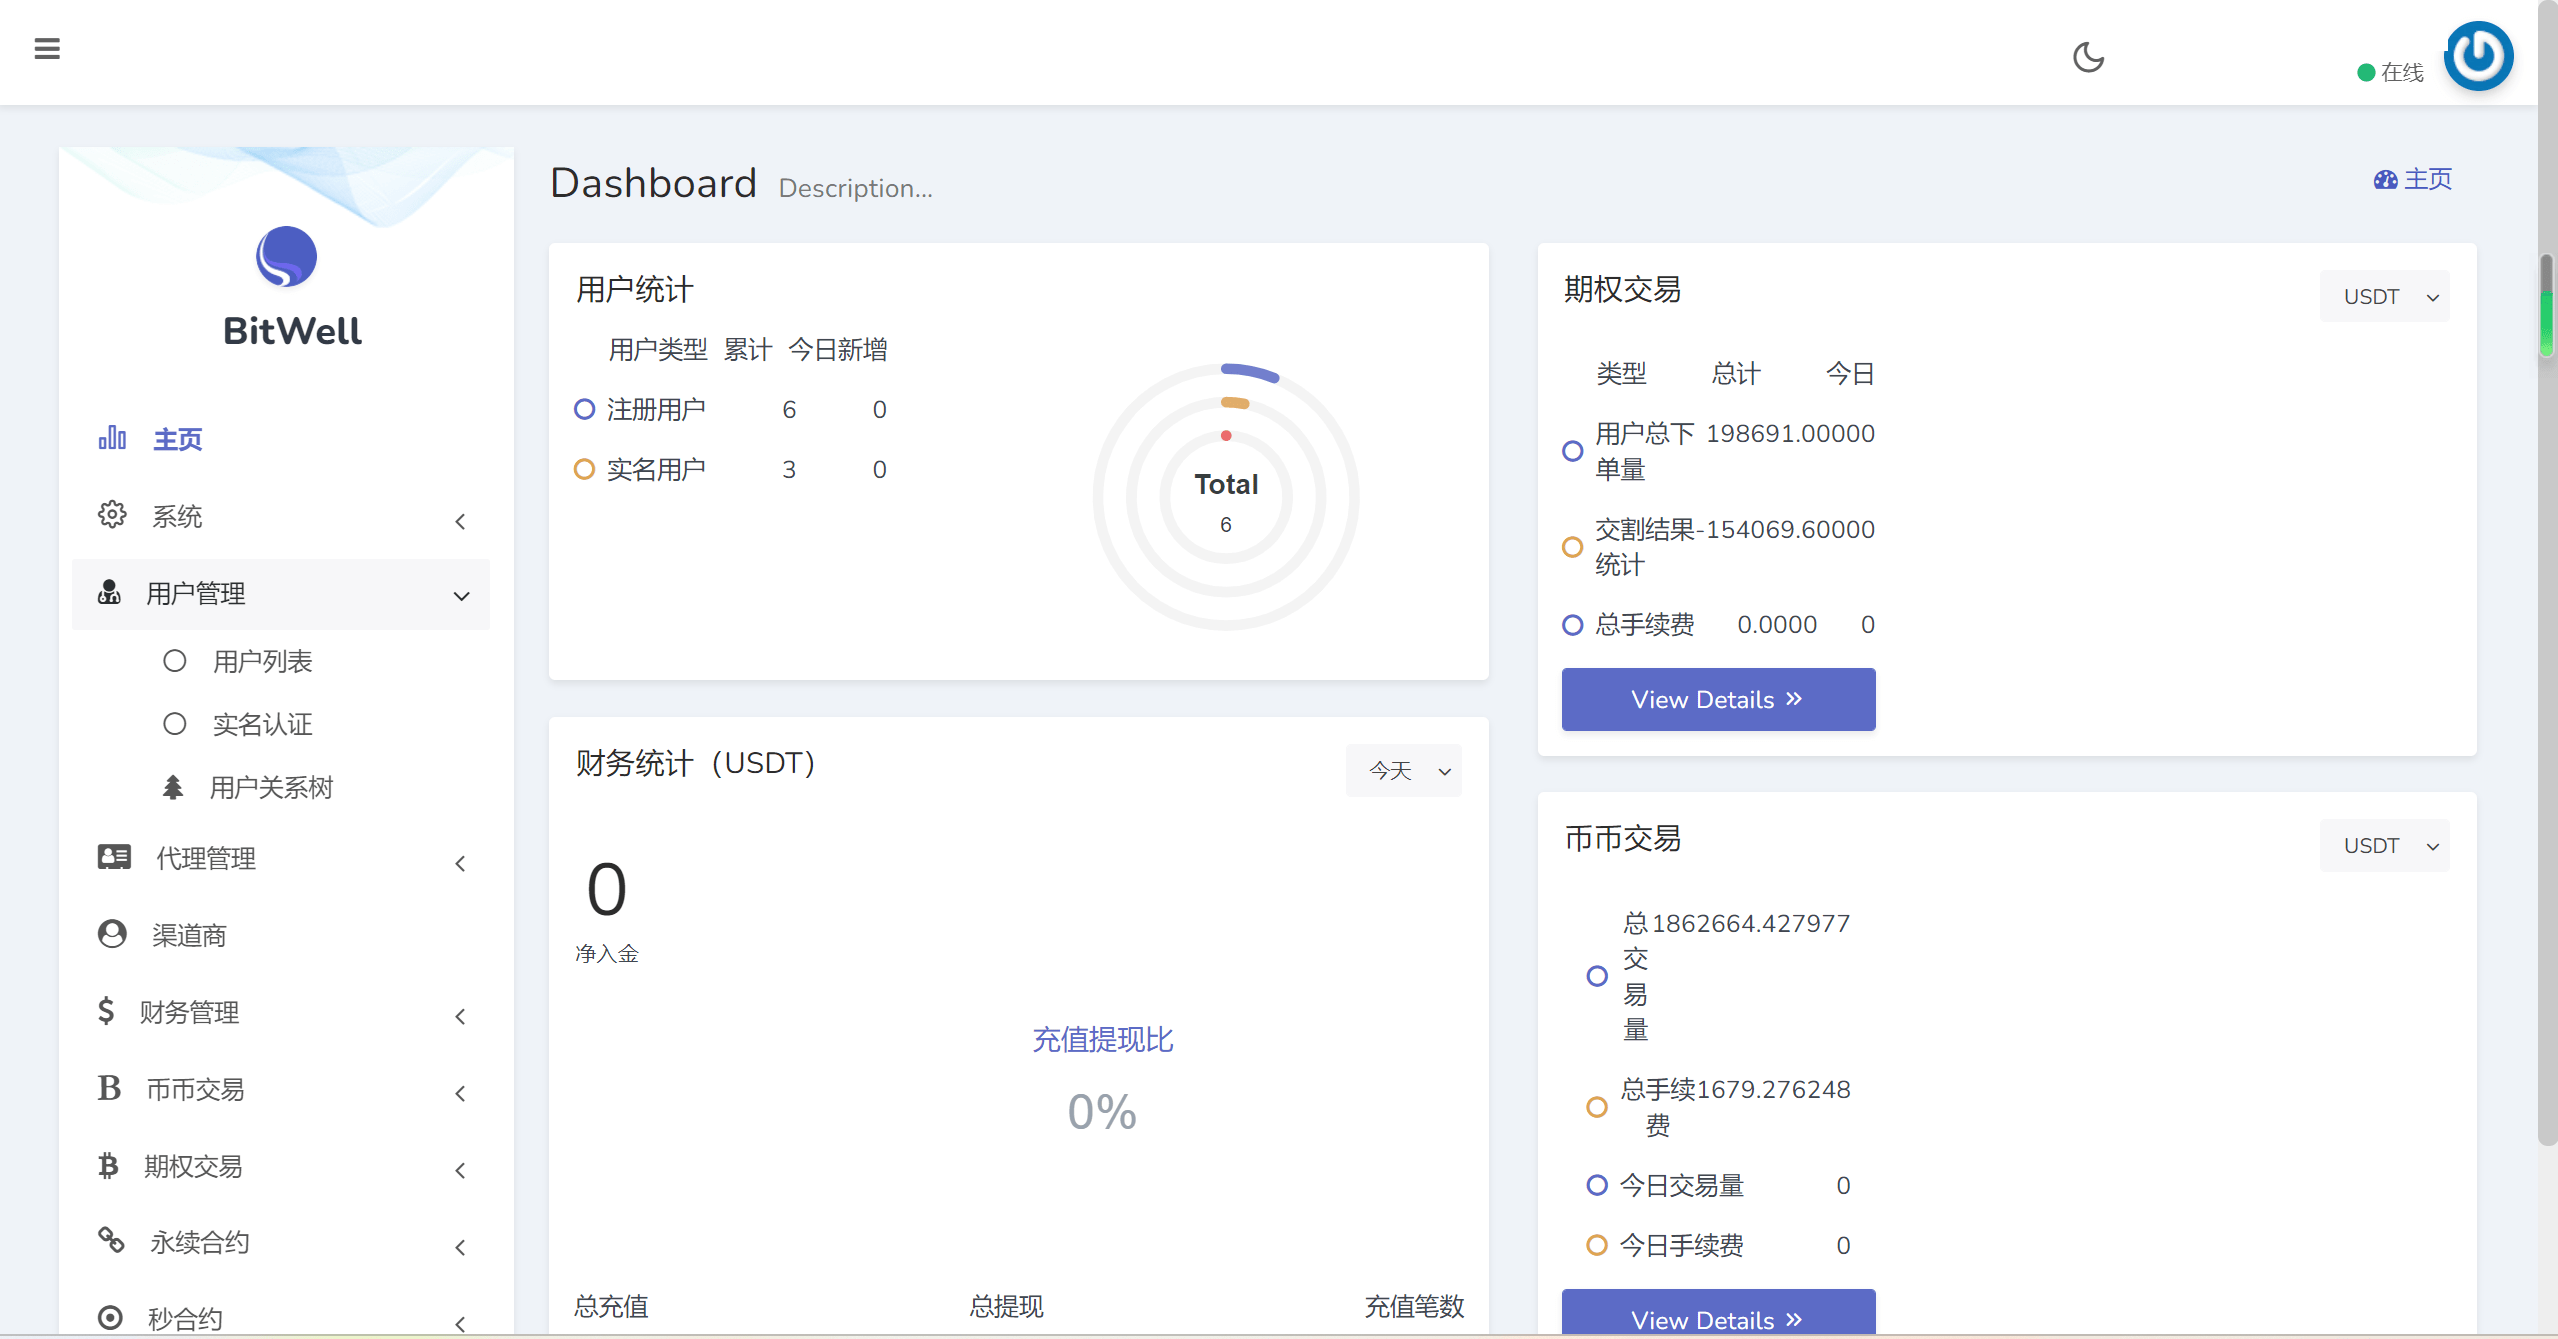 在线
BitWell
主页
系统
用户管理
用户列表
实名认证
用户关系树
代理管理
渠道商
财务管理
币币交易
期权交易
永续合约
秒合约
Dashboard Description...
主页
用户统计
用户类型 累计 今日新增
注册用户 6 0
实名用户 3 0
Total
6
财务统计（USDT）
今天
0
净入金
充值提现比
0%
总充值 总提现 充值笔数
期权交易
USDT
类型 总计 今日
用户总下 198691.00000
单量
交割结果 -154069.60000
统计
总手续费 0.0000 0
View Details »
币币交易
USDT
总 1862664.427977
交
易
量
总手续 1679.276248
费
今日交易量 0
今日手续费 0
View Details »